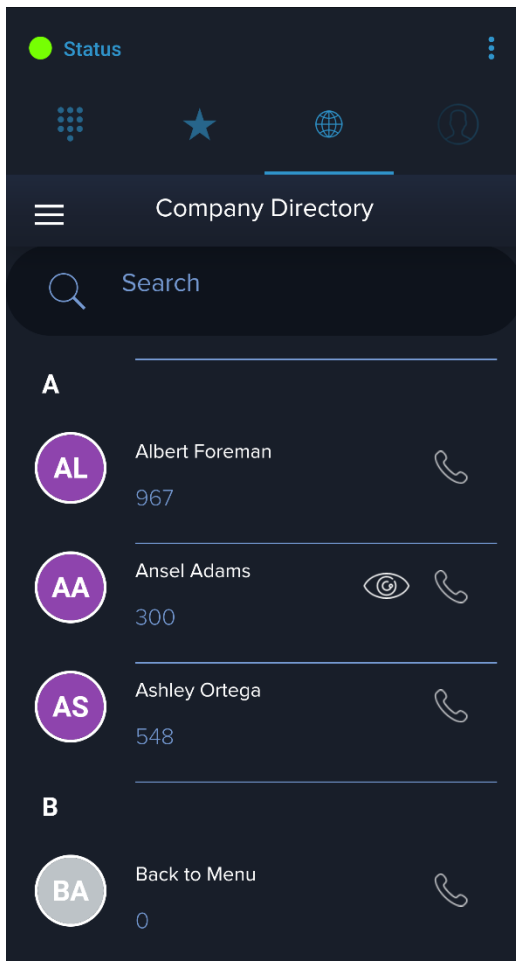 Status
Company Directory
Search
A
AL
Albert Foreman
967
AA
Ansel Adams
300
AS
Ashley Ortega
548
B
BA
Back to Menu
0